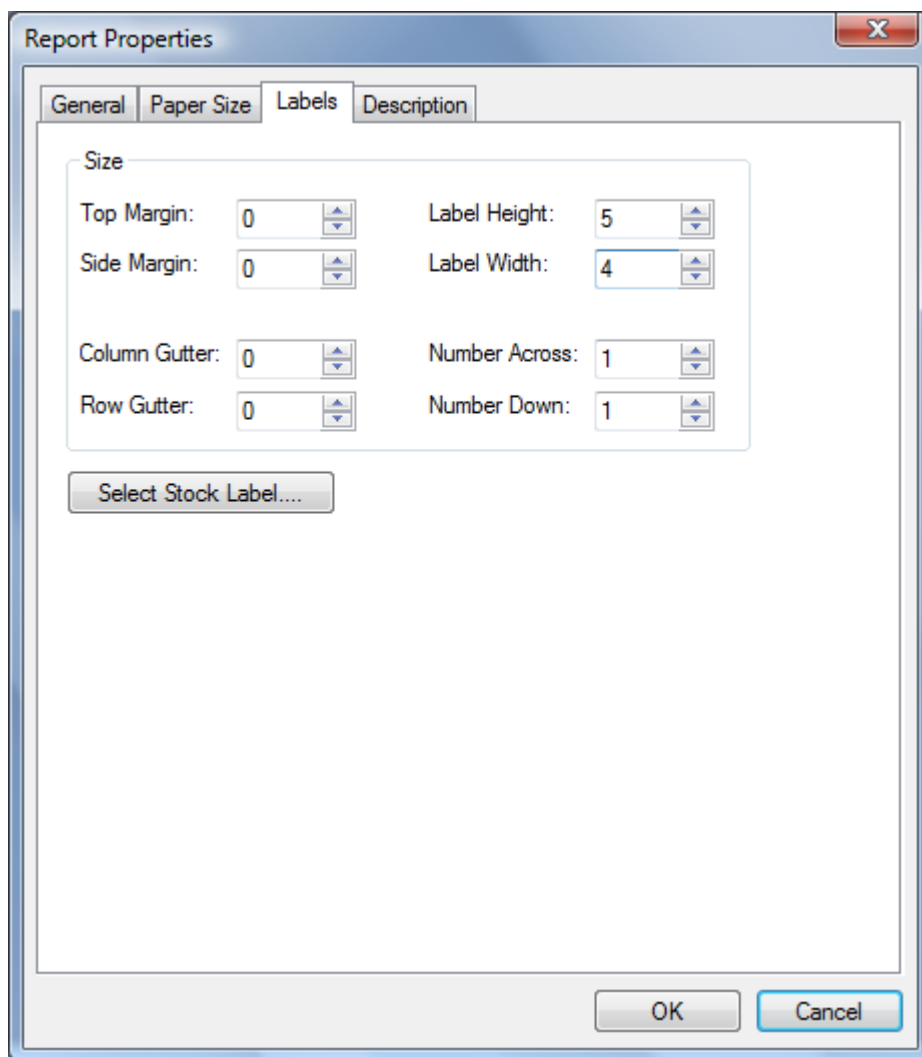 Report Properties
General Paper Size Labels Description
Size
Top Margin: 0 Label Height: 5
Side Margin: 0 Label Width: 4
Column Gutter: 0 Number Across: 1
Row Gutter: 0 Number Down: 1
Select Stock Label....
OK Cancel